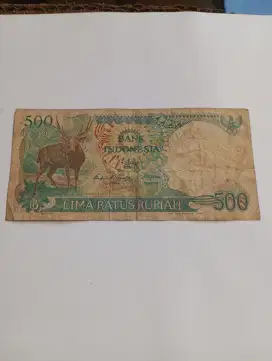 500
BANK
INDONESIA
LIMA RATUS RUPIAH
500